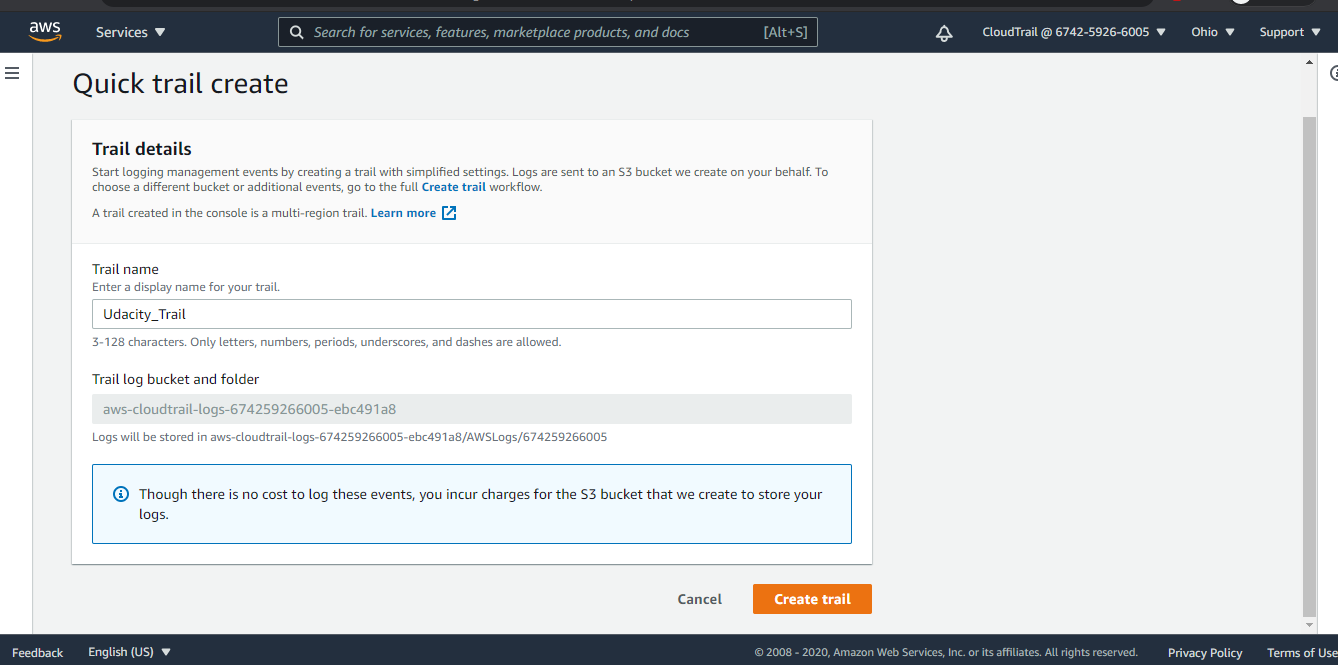 aws
Services
Search for services, features, marketplace products, and docs
[Alt+S]
CloudTrail @ 6742-5926-6005
Ohio
Support
Quick trail create
Trail details
Start logging management events by creating a trail with simplified settings. Logs are sent to an S3 bucket we create on your behalf. To
choose a different bucket or additional events, go to the full Create trail workflow.
A trail created in the console is a multi-region trail. Learn more
Trail name
Enter a display name for your trail.
Udacity_Trail
3-128 characters. Only letters, numbers, periods, underscores, and dashes are allowed.
Trail log bucket and folder
aws-cloudtrail-logs-674259266005-ebc491a8
Logs will be stored in aws-cloudtrail-logs-674259266005-ebc491a8/AWSLogs/674259266005
Though there is no cost to log these events, you incur charges for the S3 bucket that we create to store your
logs.
Cancel
Create trail
Feedback
English (US)
© 2008 - 2020, Amazon Web Services, Inc. or its affiliates. All rights reserved.
Privacy Policy
Terms of Use